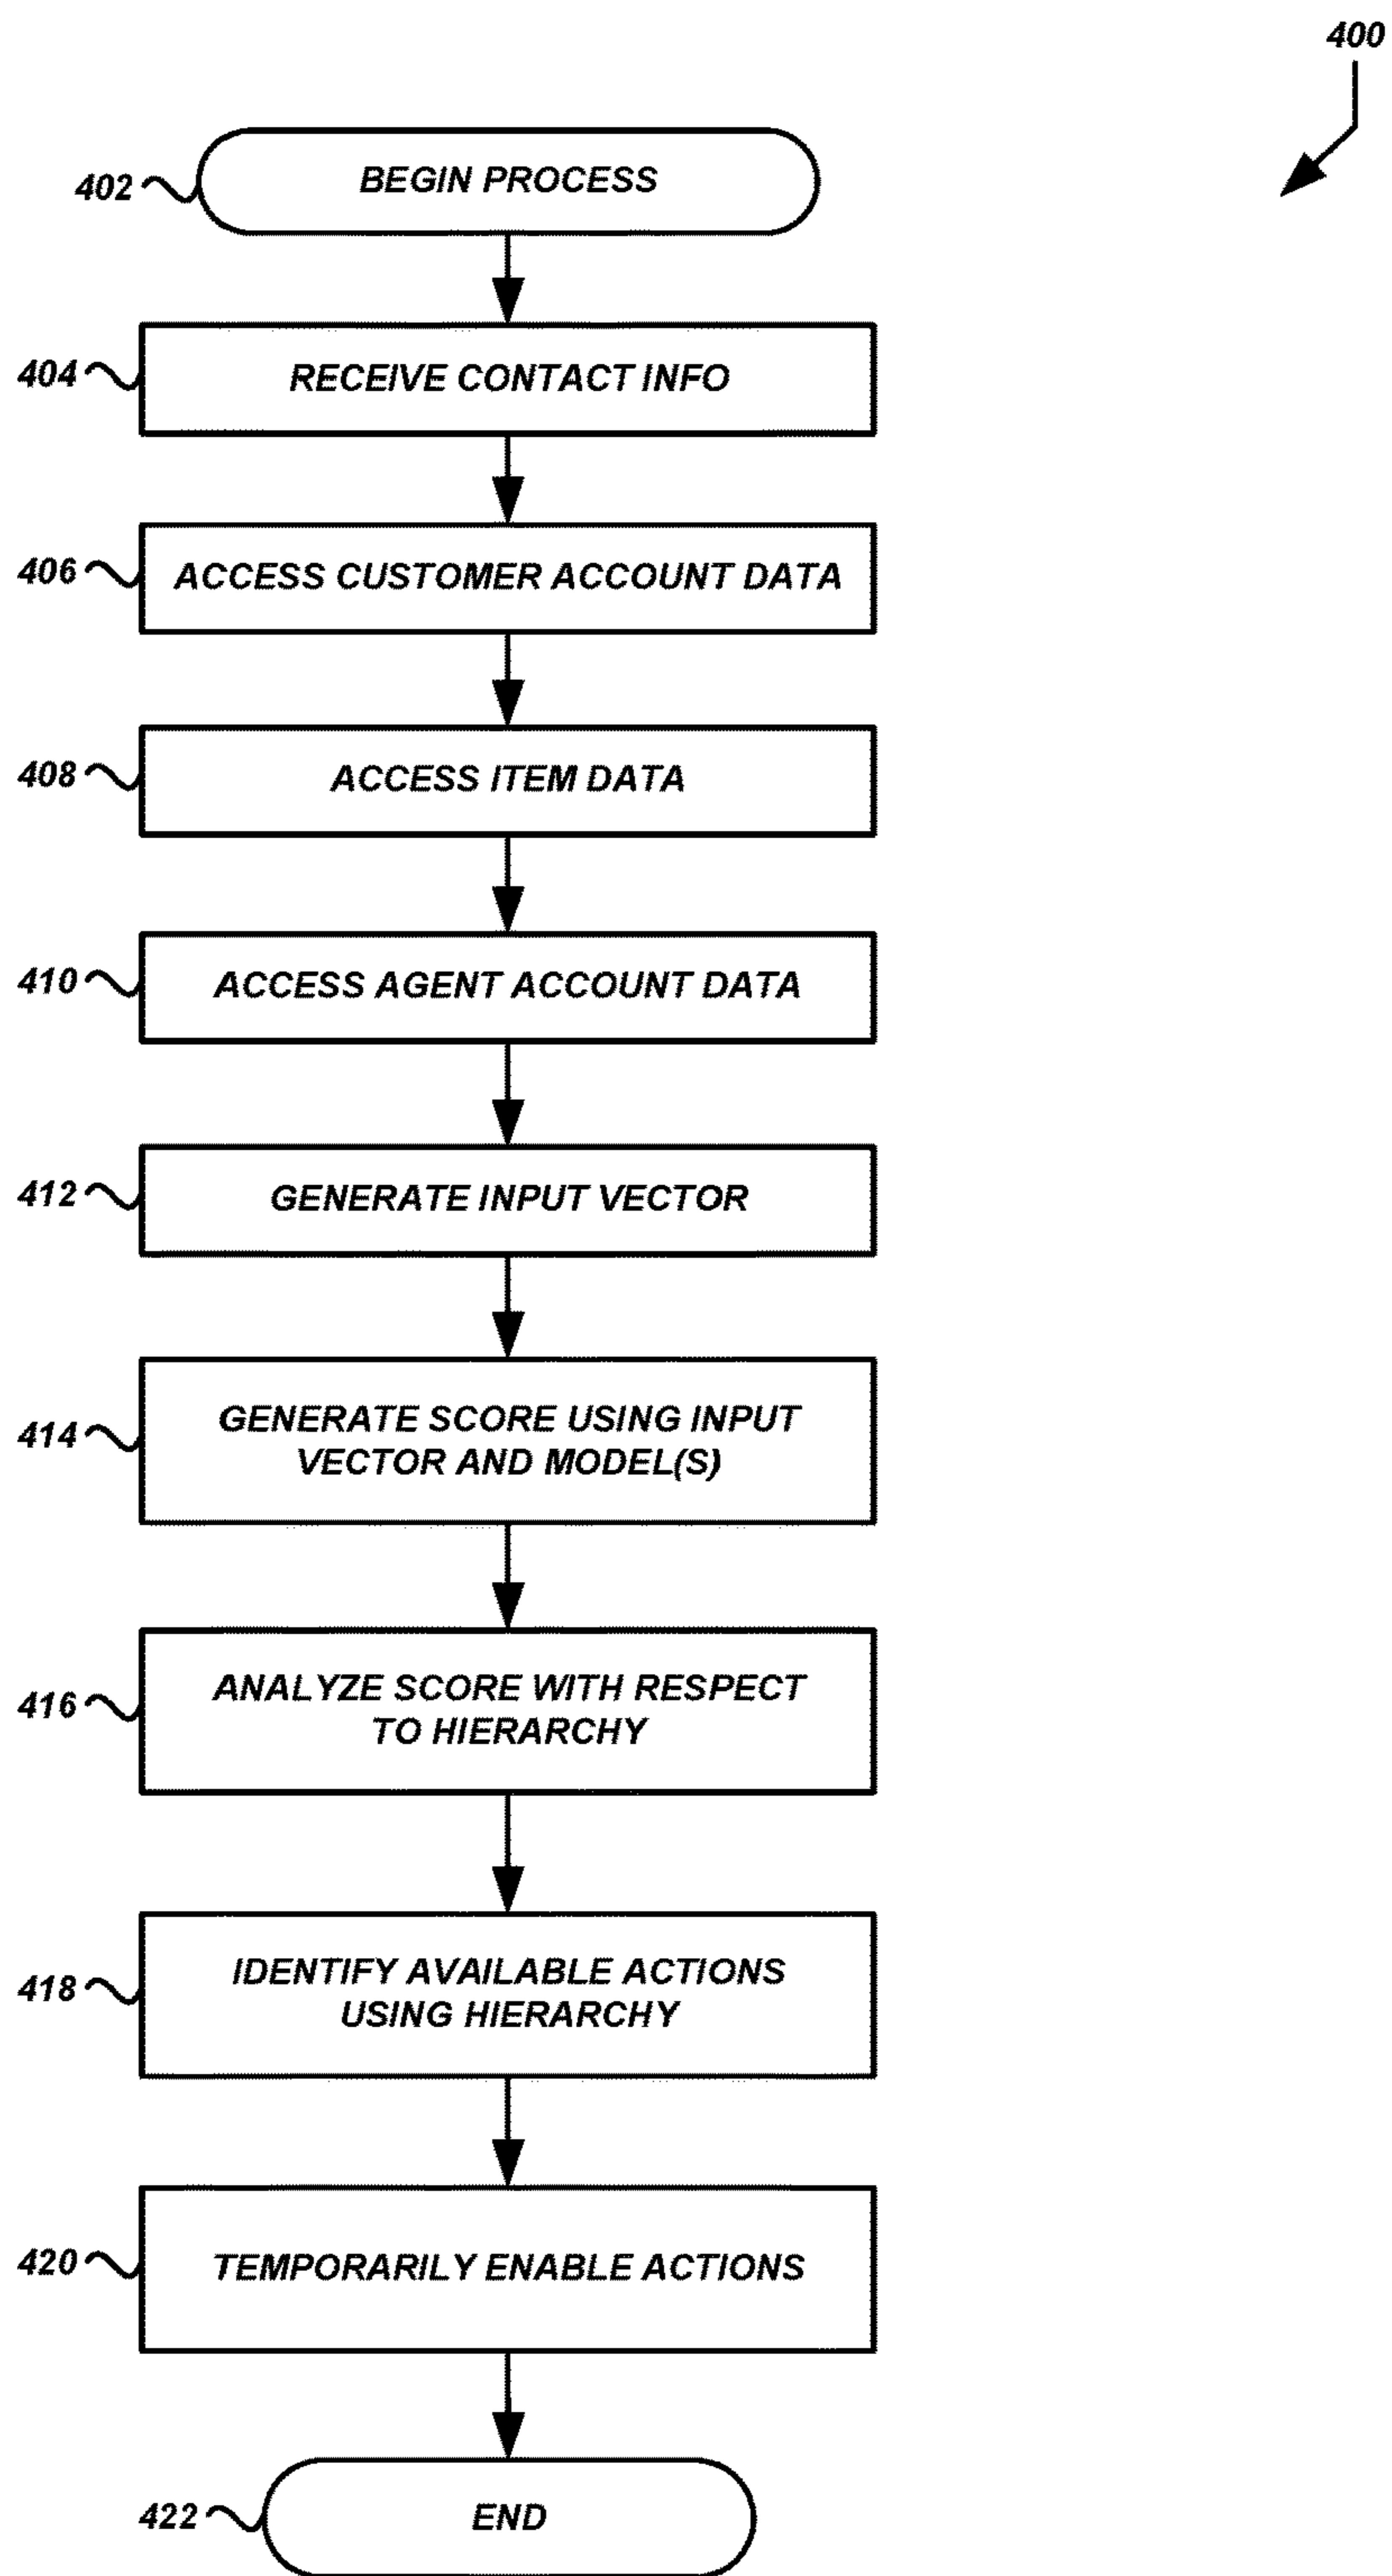 400
402 BEGIN PROCESS
404 RECEIVE CONTACT INFO
406 ACCESS CUSTOMER ACCOUNT DATA
408 ACCESS ITEM DATA
410 ACCESS AGENT ACCOUNT DATA
412 GENERATE INPUT VECTOR
414 GENERATE SCORE USING INPUT
VECTOR AND MODEL(S)
416 ANALYZE SCORE WITH RESPECT
TO HIERARCHY
418 IDENTIFY AVAILABLE ACTIONS
USING HIERARCHY
420 TEMPORARILY ENABLE ACTIONS
422 END